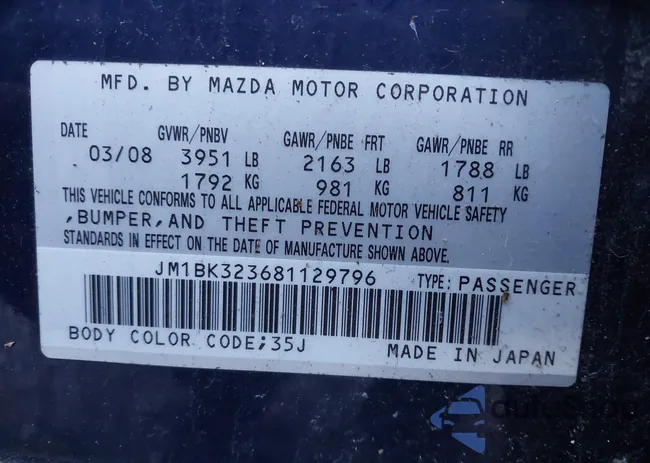 MFD. BY MAZDA MOTOR CORPORATION
DATE GVWR/PNBV GAWR/PNBE FRT GAWR/PNBE RR
03/08 3951 LB 2163 LB 1788 LB
1792 KG 981 KG 811 KG
THIS VEHICLE CONFORMS TO ALL APPLICABLE FEDERAL MOTOR VEHICLE SAFETY
,BUMPER,AND THEFT PREVENTION
STANDARDS IN EFFECT ON THE DATE OF MANUFACTURE SHOWN ABOVE.
JM1BK323681129796 TYPE: PASSENGER
BODY COLOR CODE;35J MADE IN JAPAN